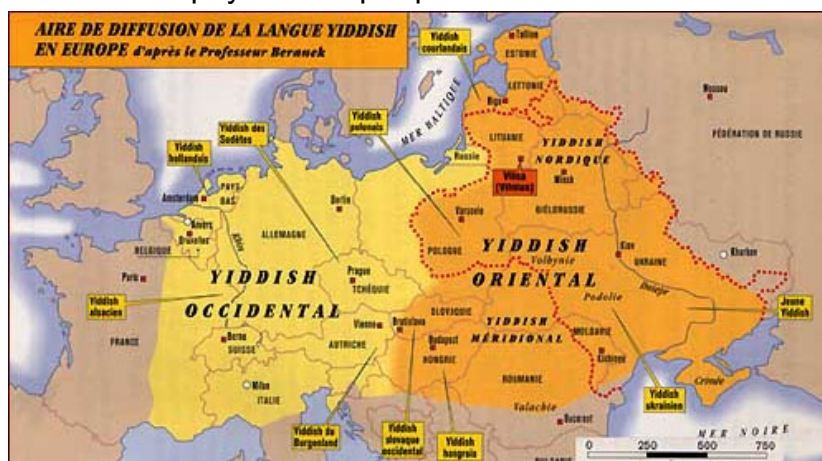 AIRE DE DIFFUSION DE LA LANGUE YIDDISH
EN EUROPE d'après le Professeur Beranek
Yiddish
courlandais
Tallinn
ESTONIE
LETTONIE
Riga
Moscou
FÉDÉRATION DE RUSSIE
MER BALTIQUE
Yiddish
hollandais
Yiddish des
Sudètes
Yiddish
polonais
LITUANIE
YIDDISH
NORDIQUE
Russie
Vilna
(Vilnius)
Minsk
BIÉLORUSSIE
Amsterdam
PAYS
BAS
Berlin
Varsovie
POLOGNE
Anvers
Bruxelles
BELGIQUE
Rhin
ALLEMAGNE
YIDDISH
ORIENTAL
Volhynie
Kiev
UKRAINE
Kharkov
Paris
YIDDISH
OCCIDENTAL
Prague
TCHÉQUIE
Podolie
Dniepr
Jeune
Yiddish
Yiddish
alsacien
FRANCE
Vienne
AUTRICHE
Bratislava
SLOVAQUIE
YIDDISH
MÉRIDIONAL
MOLDAVIE
Kichinev
Berne
SUISSE
Budapest
HONGRIE
ROUMANIE
Crimée
Milan
ITALIE
Valachie
Bucarest
Yiddish
ukrainien
Yiddish du
Burgenland
Yiddish
slovaque
occidental
Yiddish
hongrois
MER NOIRE
0 250 500 750